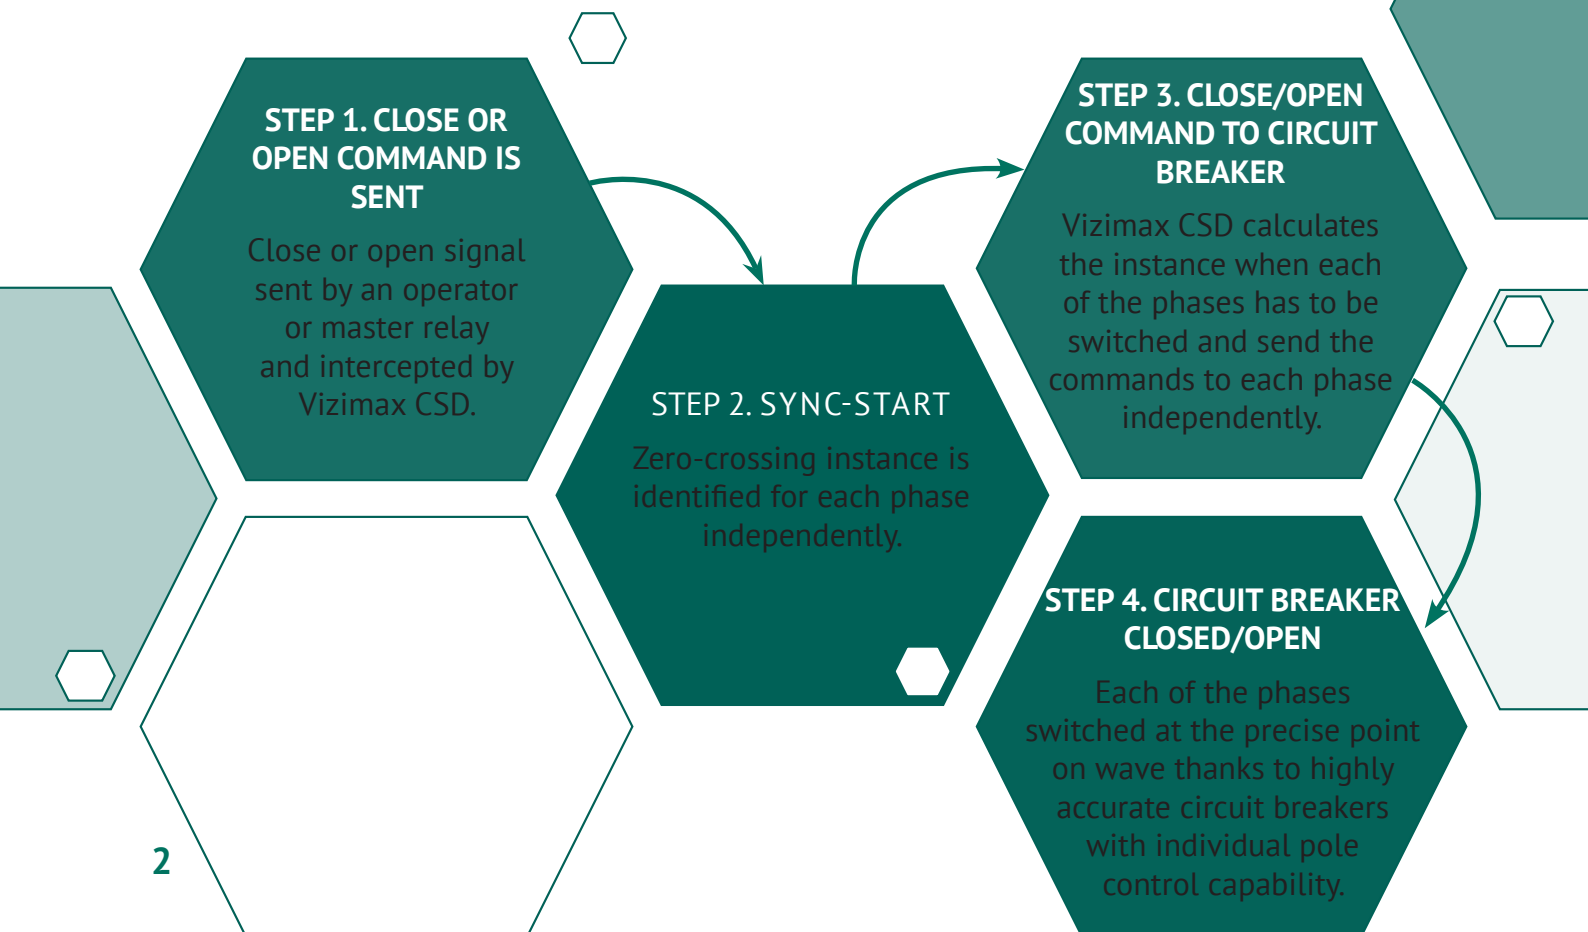 STEP 1. CLOSE OR
OPEN COMMAND IS
SENT
Close or open signal
sent by an operator
or master relay
and intercepted by
Vizimax CSD.
STEP 2. SYNC-START
Zero-crossing instance is
identified for each phase
independently.
STEP 3. CLOSE/OPEN
COMMAND TO CIRCUIT
BREAKER
Vizimax CSD calculates
the instance when each
of the phases has to be
switched and send the
commands to each phase
independently.
STEP 4. CIRCUIT BREAKER
CLOSED/OPEN
Each of the phases
switched at the precise point
on wave thanks to highly
accurate circuit breakers
with individual pole
control capability.
2